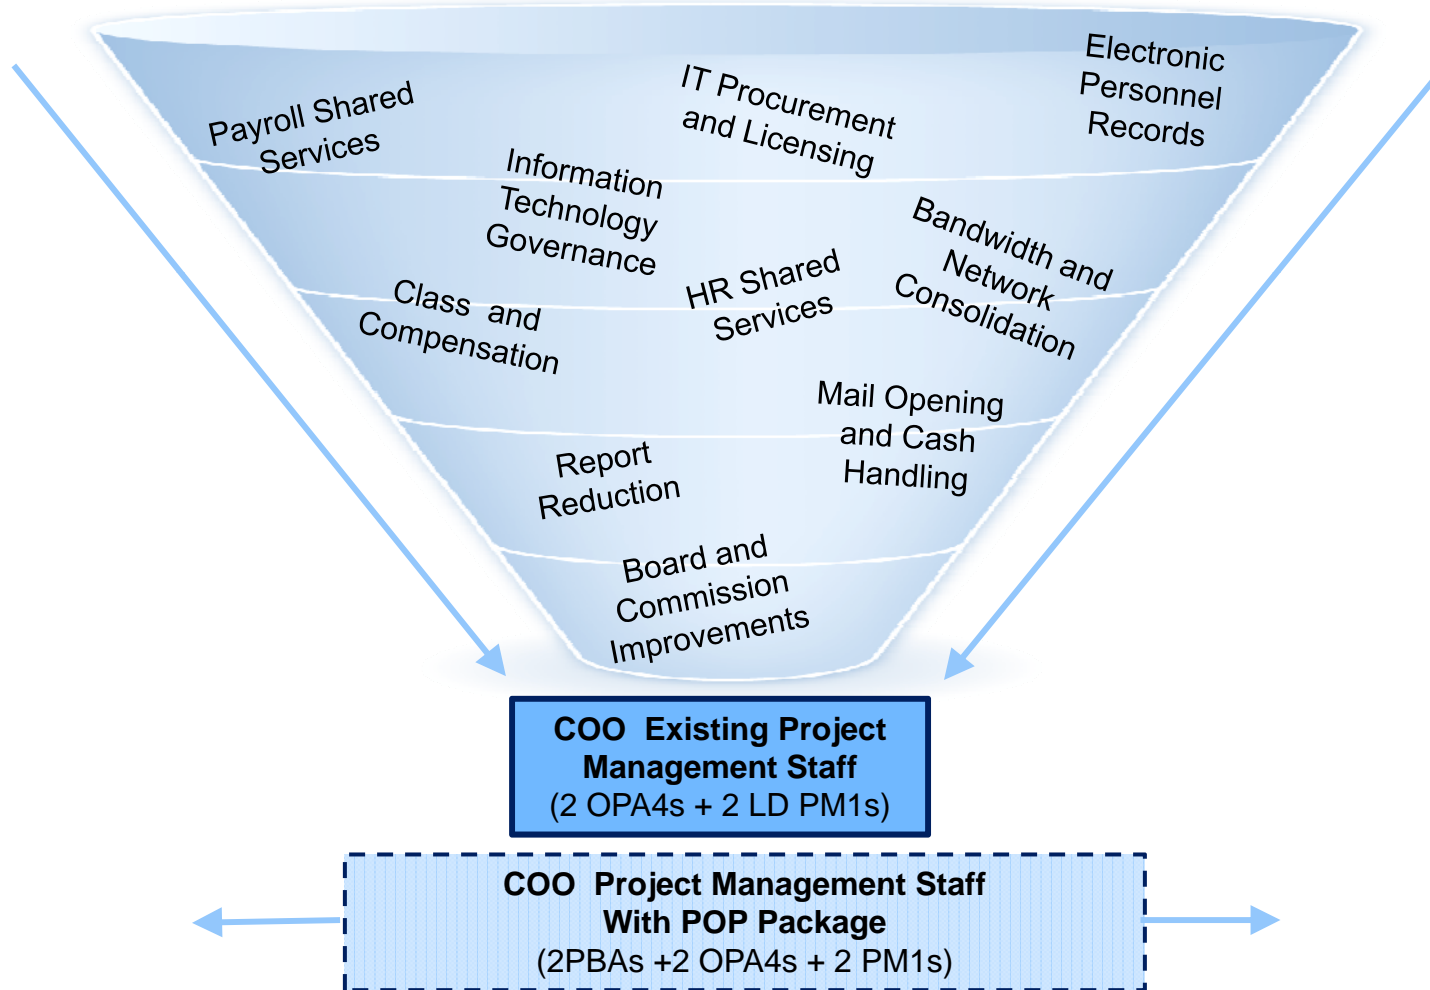 Payroll Shared
Services
IT Procurement
and Licensing
Electronic
Personnel
Records
Information
Technology
Governance
Bandwidth and
Network
Consolidation
HR Shared
Services
Class  and
Compensation
Mail Opening
and Cash
Handling
Report
Reduction
Board and
Commission
Improvements
COO  Existing Project
Management Staff
(2 OPA4s + 2 LD PM1s)
COO  Project Management Staff
With POP Package
(2PBAs +2 OPA4s + 2 PM1s)